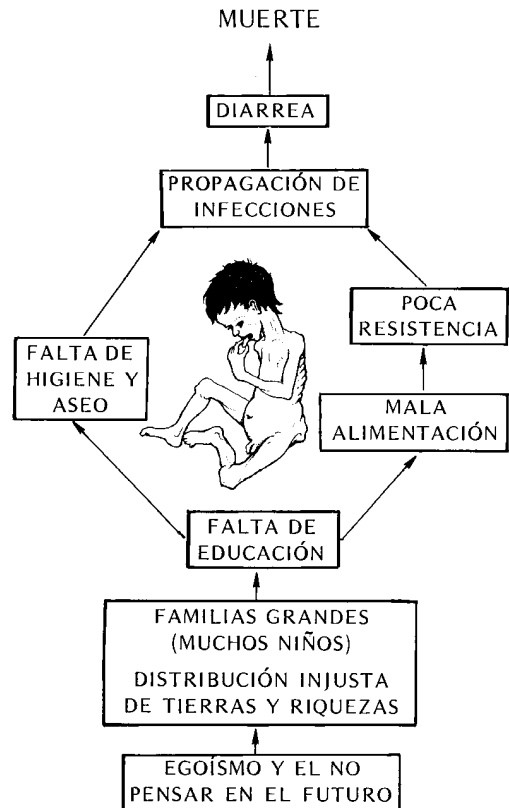 MUERTE
DIARREA
PROPAGACIÓN DE
INFECCIONES
POCA
RESISTENCIA
FALTA DE
HIGIENE Y
ASEO
MALA
ALIMENTACIÓN
FALTA DE
EDUCACIÓN
FAMILIAS GRANDES
(MUCHOS NIÑOS)
DISTRIBUCIÓN INJUSTA
DE TIERRAS Y RIQUEZAS
EGOÍSMO Y EL NO
PENSAR EN EL FUTURO